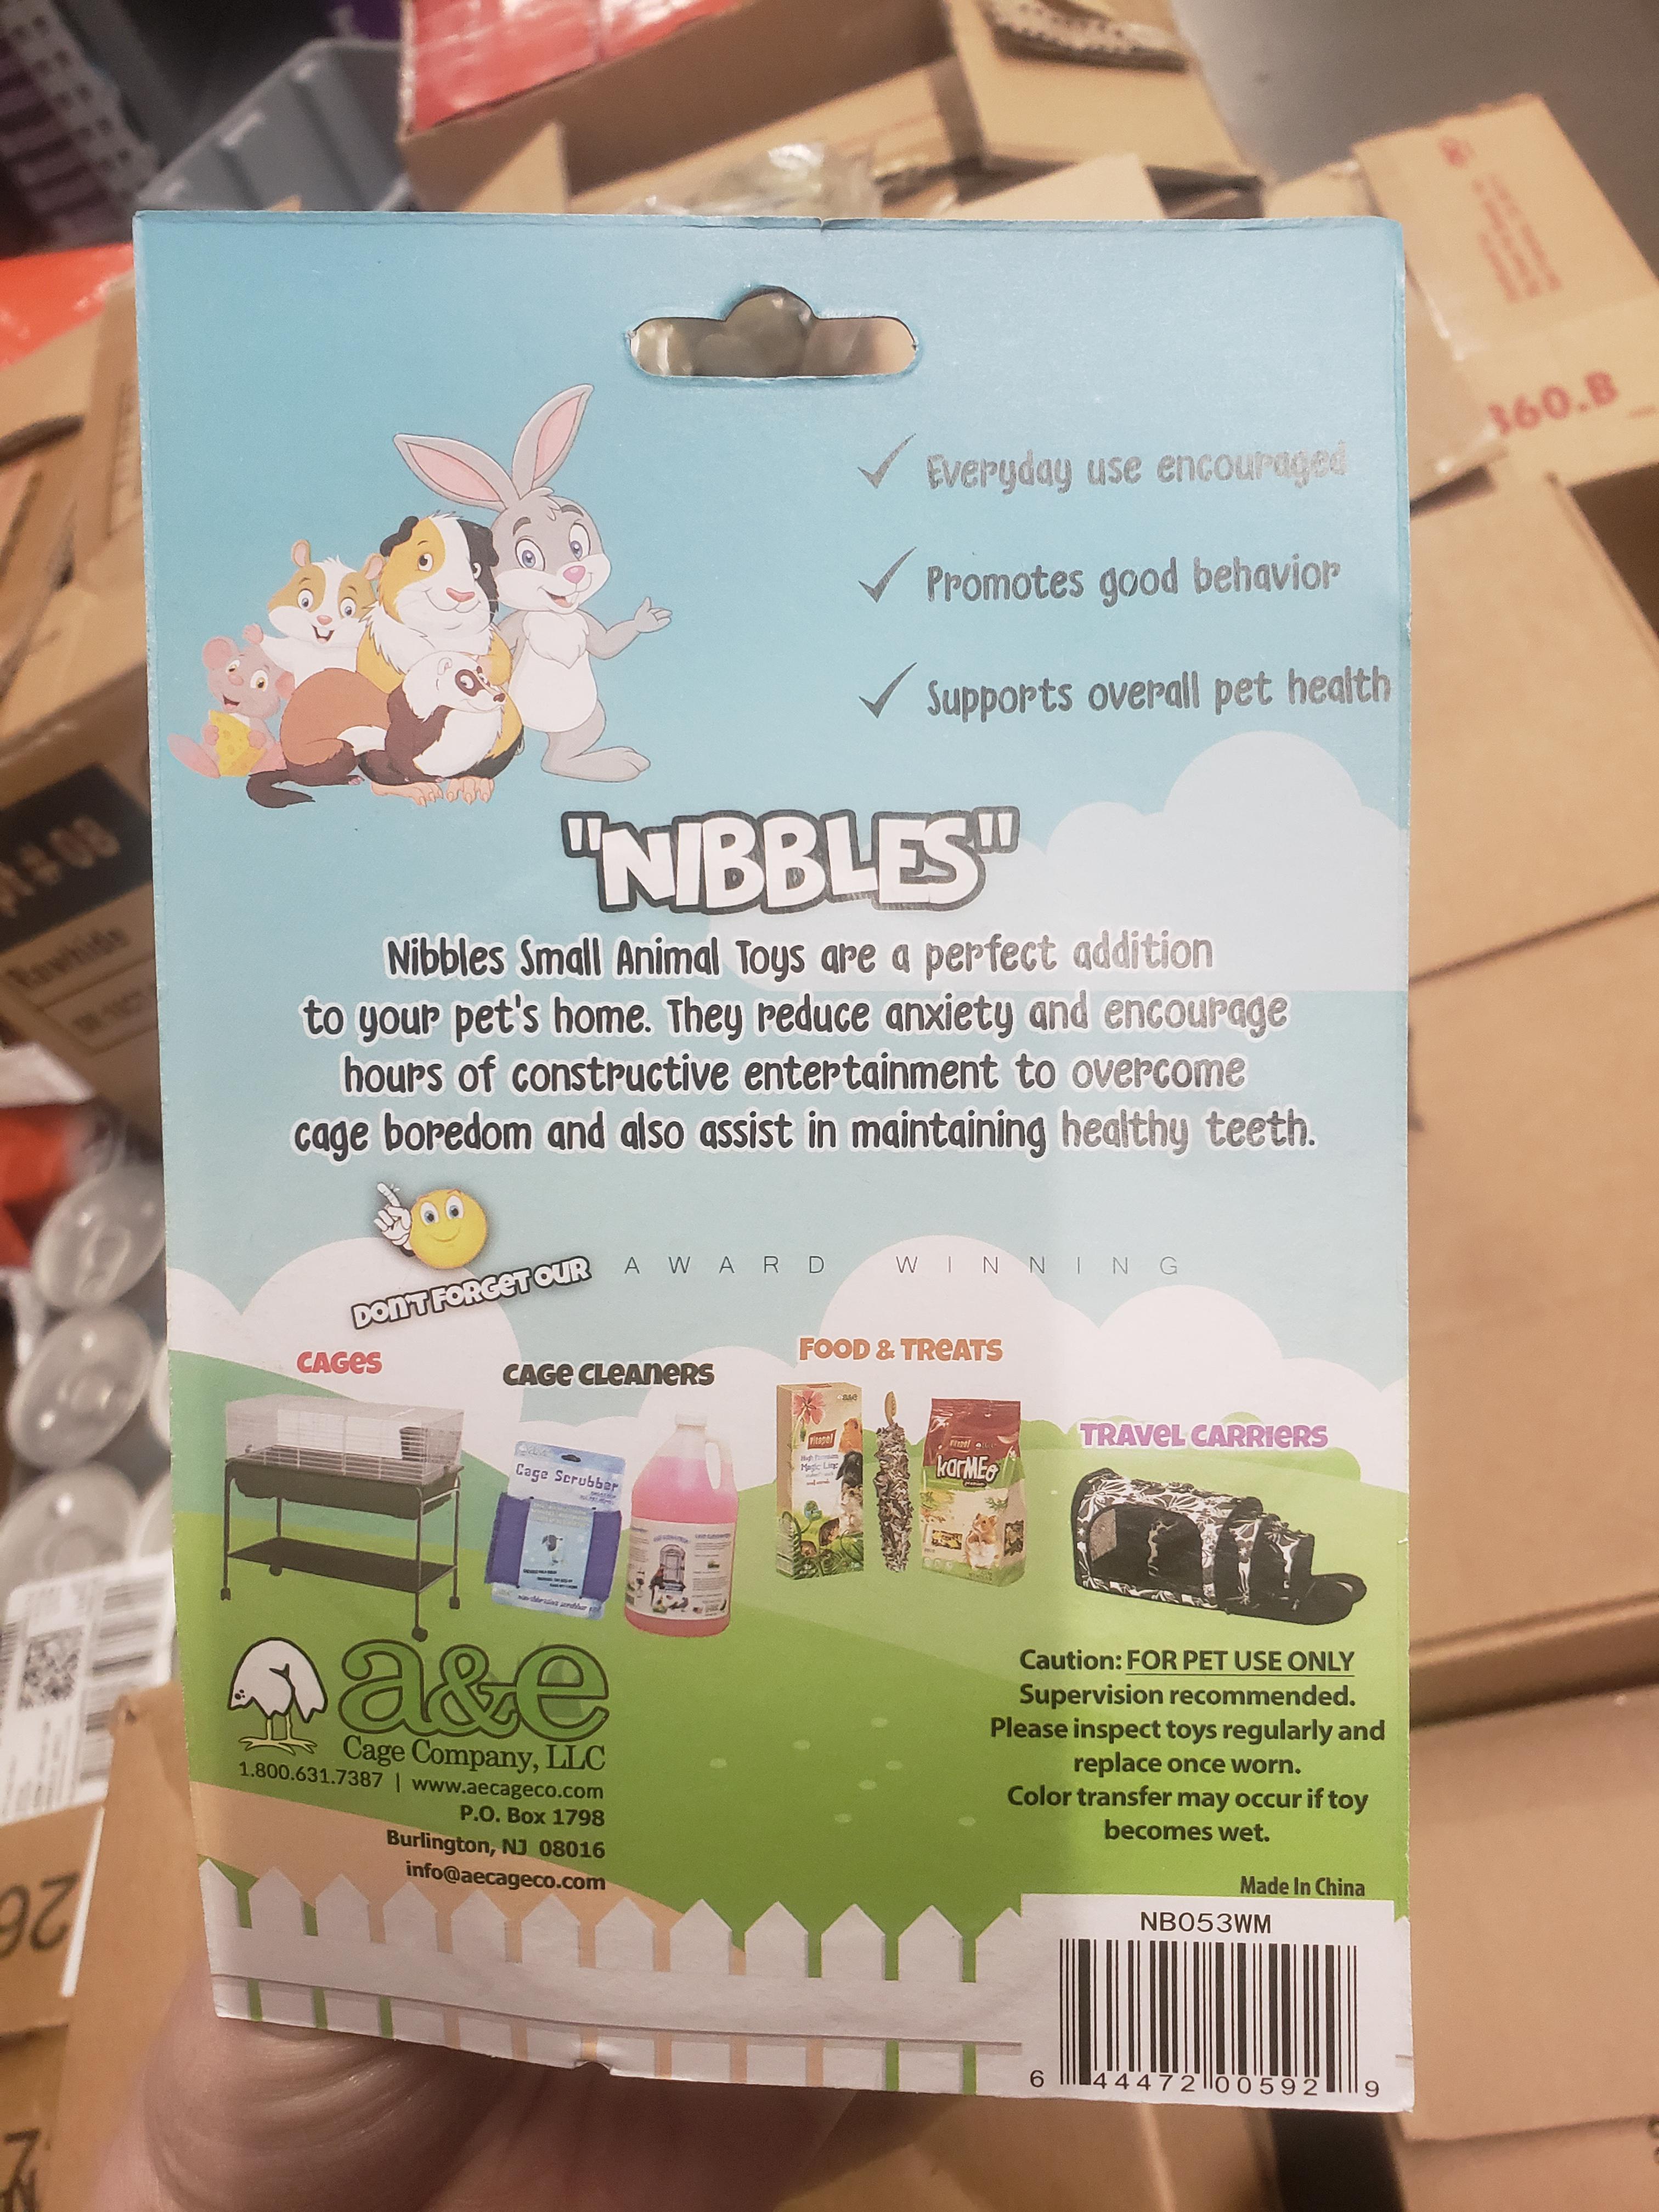 Everyday use encouraged
Promotes good behavior
Supports overall pet health
"NIBBLES"
Nibbles Small Animal Toys are a perfect addition
to your pet's home. They reduce anxiety and encourage
hours of constructive entertainment to overcome
cage boredom and also assist in maintaining healthy teeth.
DON'T FORGET OUR
AWARD WINNING
CAGES
CAGE CLEANERS
FOOD & TREATS
TRAVEL CARRIERS
Cage Scrubber
Vitapol
Vitapol
karMEo
a&e
Cage Company, LLC
1.800.631.7387 | www.aecageco.com
P.O. Box 1798
Burlington, NJ 08016
info@aecageco.com
Caution: FOR PET USE ONLY
Supervision recommended.
Please inspect toys regularly and
replace once worn.
Color transfer may occur if toy
becomes wet.
Made In China
NB053WM
6 44472 00592 9
360.B
Rawhide